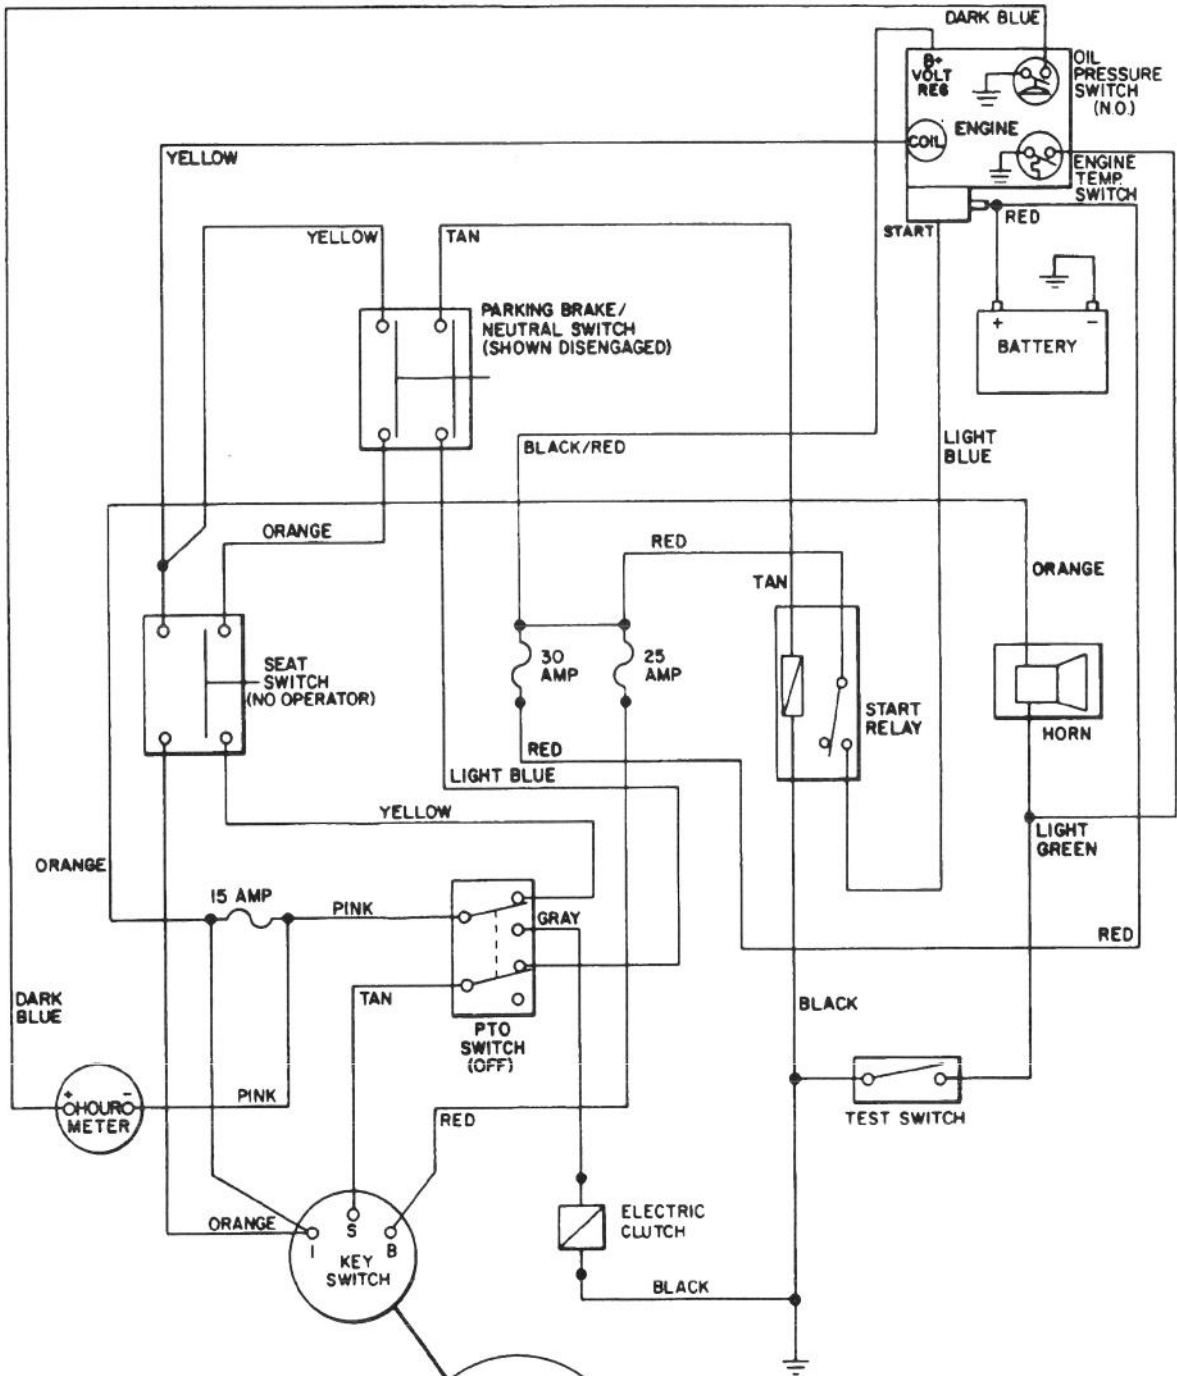 DARK BLUE
B+
VOLT
REG
OIL
PRESSURE
SWITCH
(N.O.)
ENGINE
COIL
YELLOW
ENGINE
TEMP.
SWITCH
START
RED
YELLOW
TAN
PARKING BRAKE/
NEUTRAL SWITCH
(SHOWN DISENGAGED)
+
-
BATTERY
BLACK/RED
LIGHT
BLUE
ORANGE
RED
TAN
ORANGE
SEAT
SWITCH
(NO OPERATOR)
30
AMP
25
AMP
START
RELAY
HORN
RED
LIGHT BLUE
YELLOW
LIGHT
GREEN
ORANGE
15 AMP
PINK
GRAY
RED
DARK
BLUE
TAN
BLACK
PTO
SWITCH
(OFF)
+
-
HOUR
METER
PINK
RED
TEST SWITCH
ORANGE
I
S
B
KEY
SWITCH
ELECTRIC
CLUTCH
BLACK